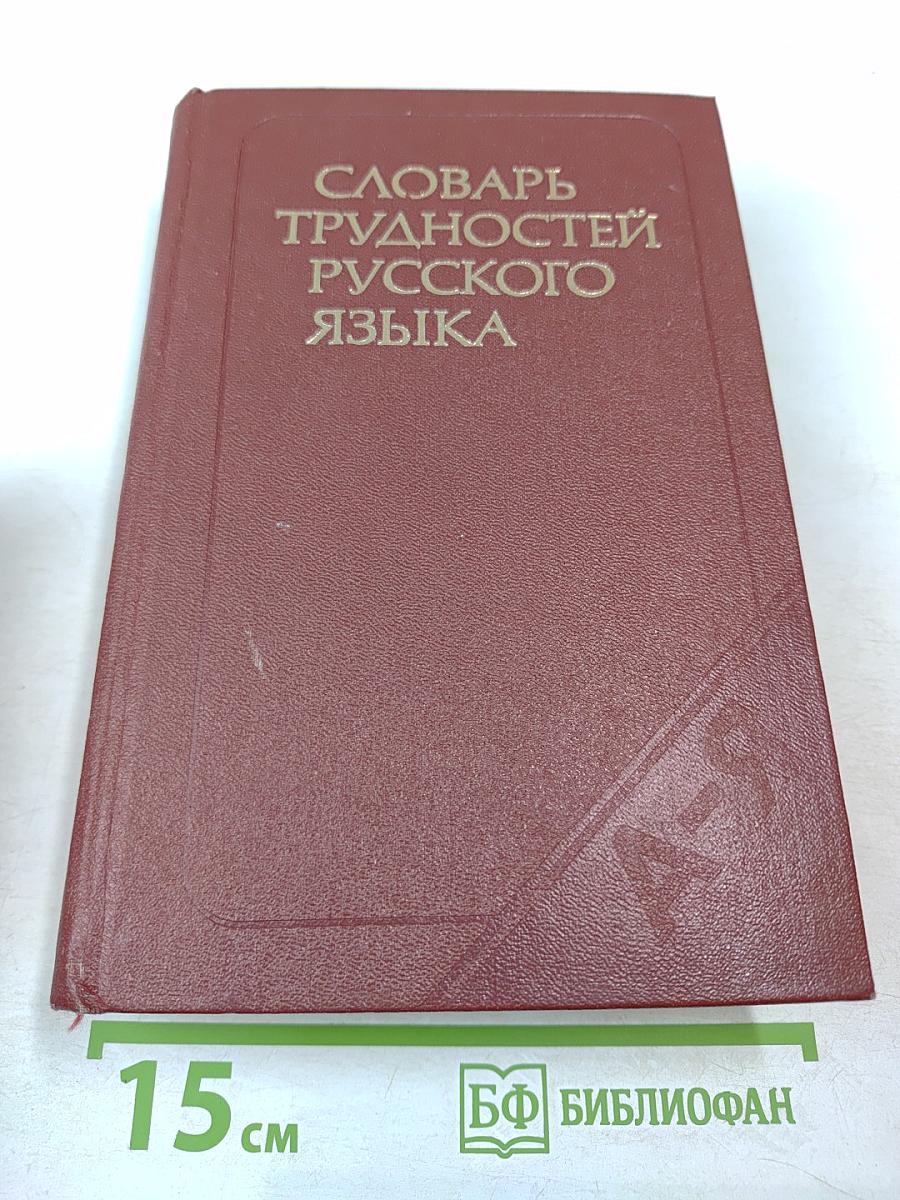 СЛОВАРЬ
ТРУДНОСТЕЙ
РУССКОГО
ЯЗЫКА
А-Я
15 см
БФ БИБЛИОФАН